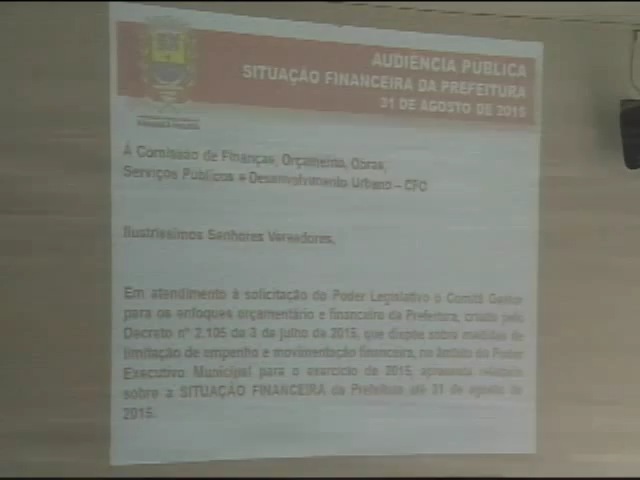 AUDIÊNCIA PÚBLICA
SITUAÇÃO FINANCEIRA DA PREFEITURA
31 DE AGOSTO DE 2015
À Comissão de Finanças, Orçamento, Obras,
Serviços Públicos e Desenvolvimento Urbano – CFO
Ilustríssimos Senhores Vereadores,
Em atendimento à solicitação do Poder Legislativo o Comitê Gestor
para os enfoques orçamentário e financeiro da Prefeitura, criado pelo
Decreto nº 2.105 de 3 de julho de 2015, que dispõe sobre medidas de
limitação de empenho e movimentação financeira, no âmbito do Poder
Executivo Municipal para o exercício de 2015, apresenta relatório
sobre a SITUAÇÃO FINANCEIRA da Prefeitura até 31 de agosto de
2015.